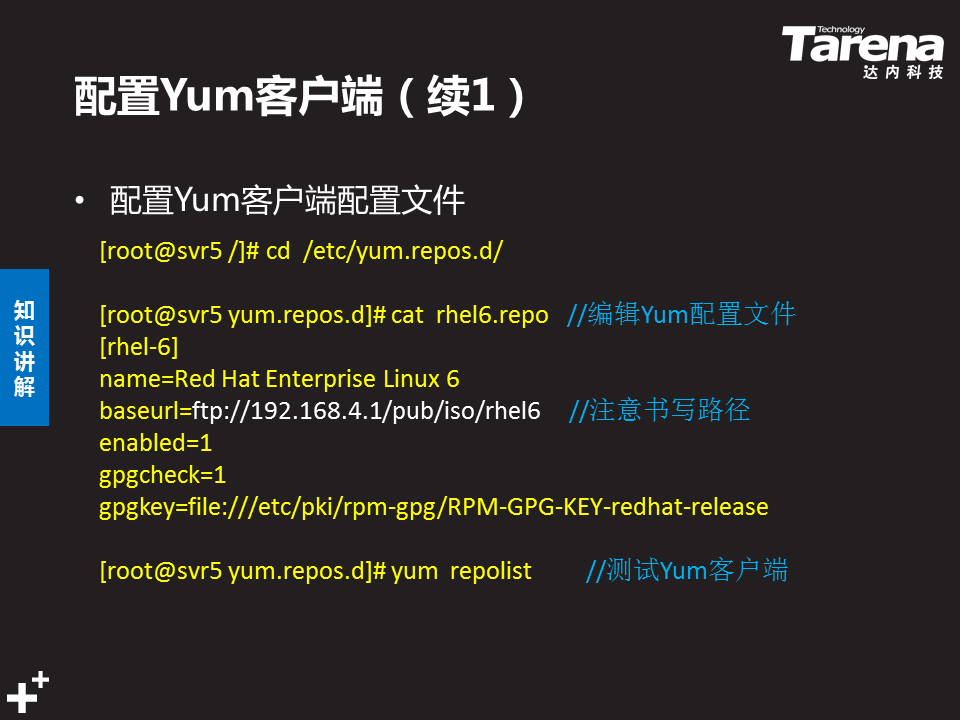 Technology
Tarena
达内科技
配置Yum客户端（续1）
• 配置Yum客户端配置文件
[root@svr5 /]# cd /etc/yum.repos.d/
[root@svr5 yum.repos.d]# cat rhel6.repo //编辑Yum配置文件
[rhel-6]
name=Red Hat Enterprise Linux 6
baseurl=ftp://192.168.4.1/pub/iso/rhel6 //注意书写路径
enabled=1
gpgcheck=1
gpgkey=file:///etc/pki/rpm-gpg/RPM-GPG-KEY-redhat-release
[root@svr5 yum.repos.d]# yum repolist //测试Yum客户端
知识讲解